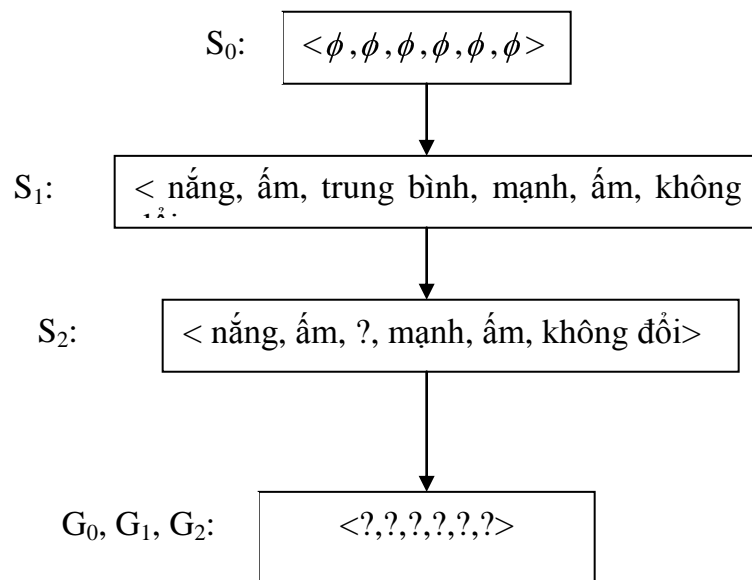 S₀: <ϕ,ϕ,ϕ,ϕ,ϕ,ϕ>
S₁: < nắng, ấm, trung bình, mạnh, ấm, không
S₂: < nắng, ấm, ?, mạnh, ấm, không đổi>
G₀, G₁, G₂: <?,?,?,?,?,?>